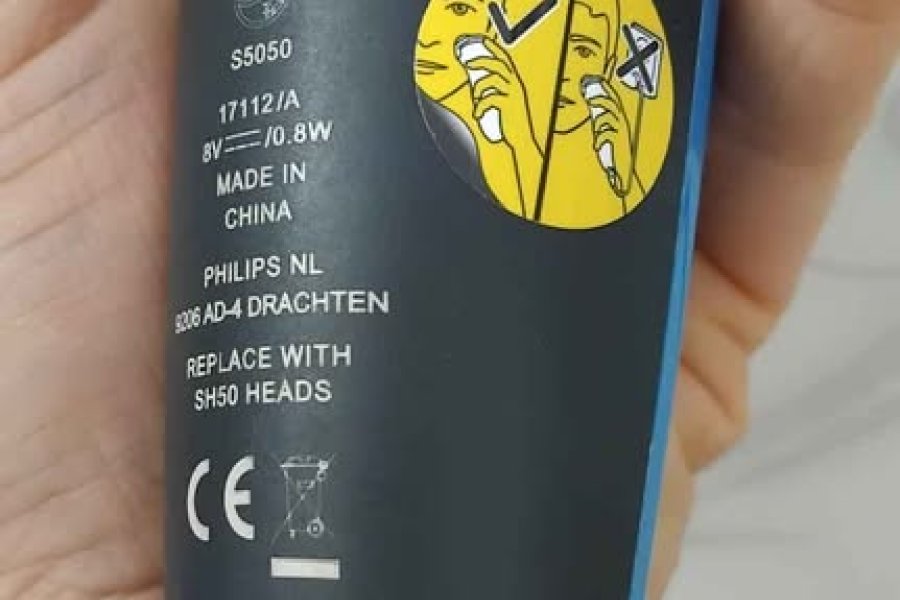 S5050
17112/A
8V⎓/0.8W
MADE IN
CHINA
PHILIPS NL
9206 AD-4 DRACHTEN
REPLACE WITH
SH50 HEADS
CE